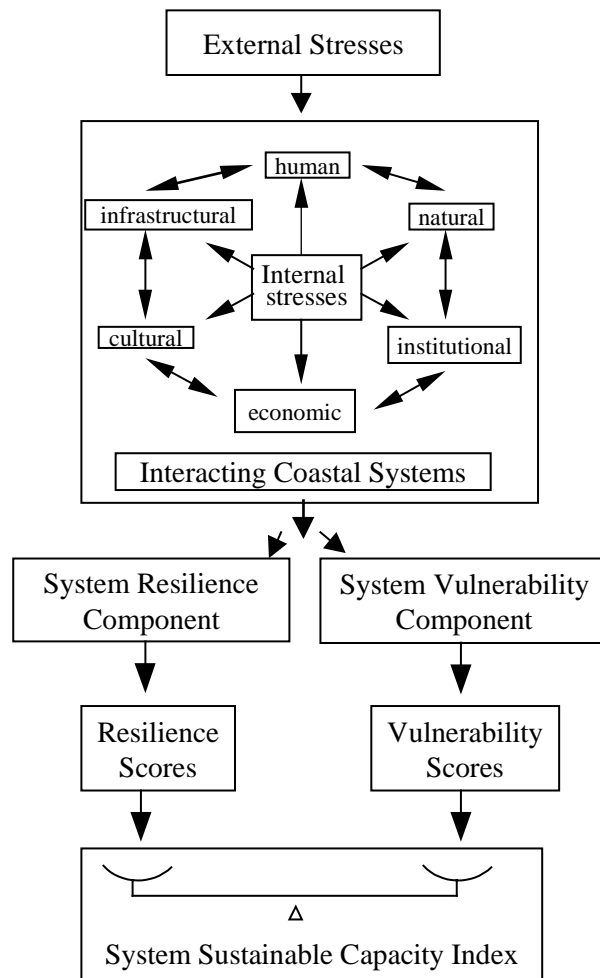 External Stresses
human
infrastructural
natural
Internal
stresses
cultural
institutional
economic
Interacting Coastal Systems
System Resilience
Component
System Vulnerability
Component
Resilience
Scores
Vulnerability
Scores
System Sustainable Capacity Index